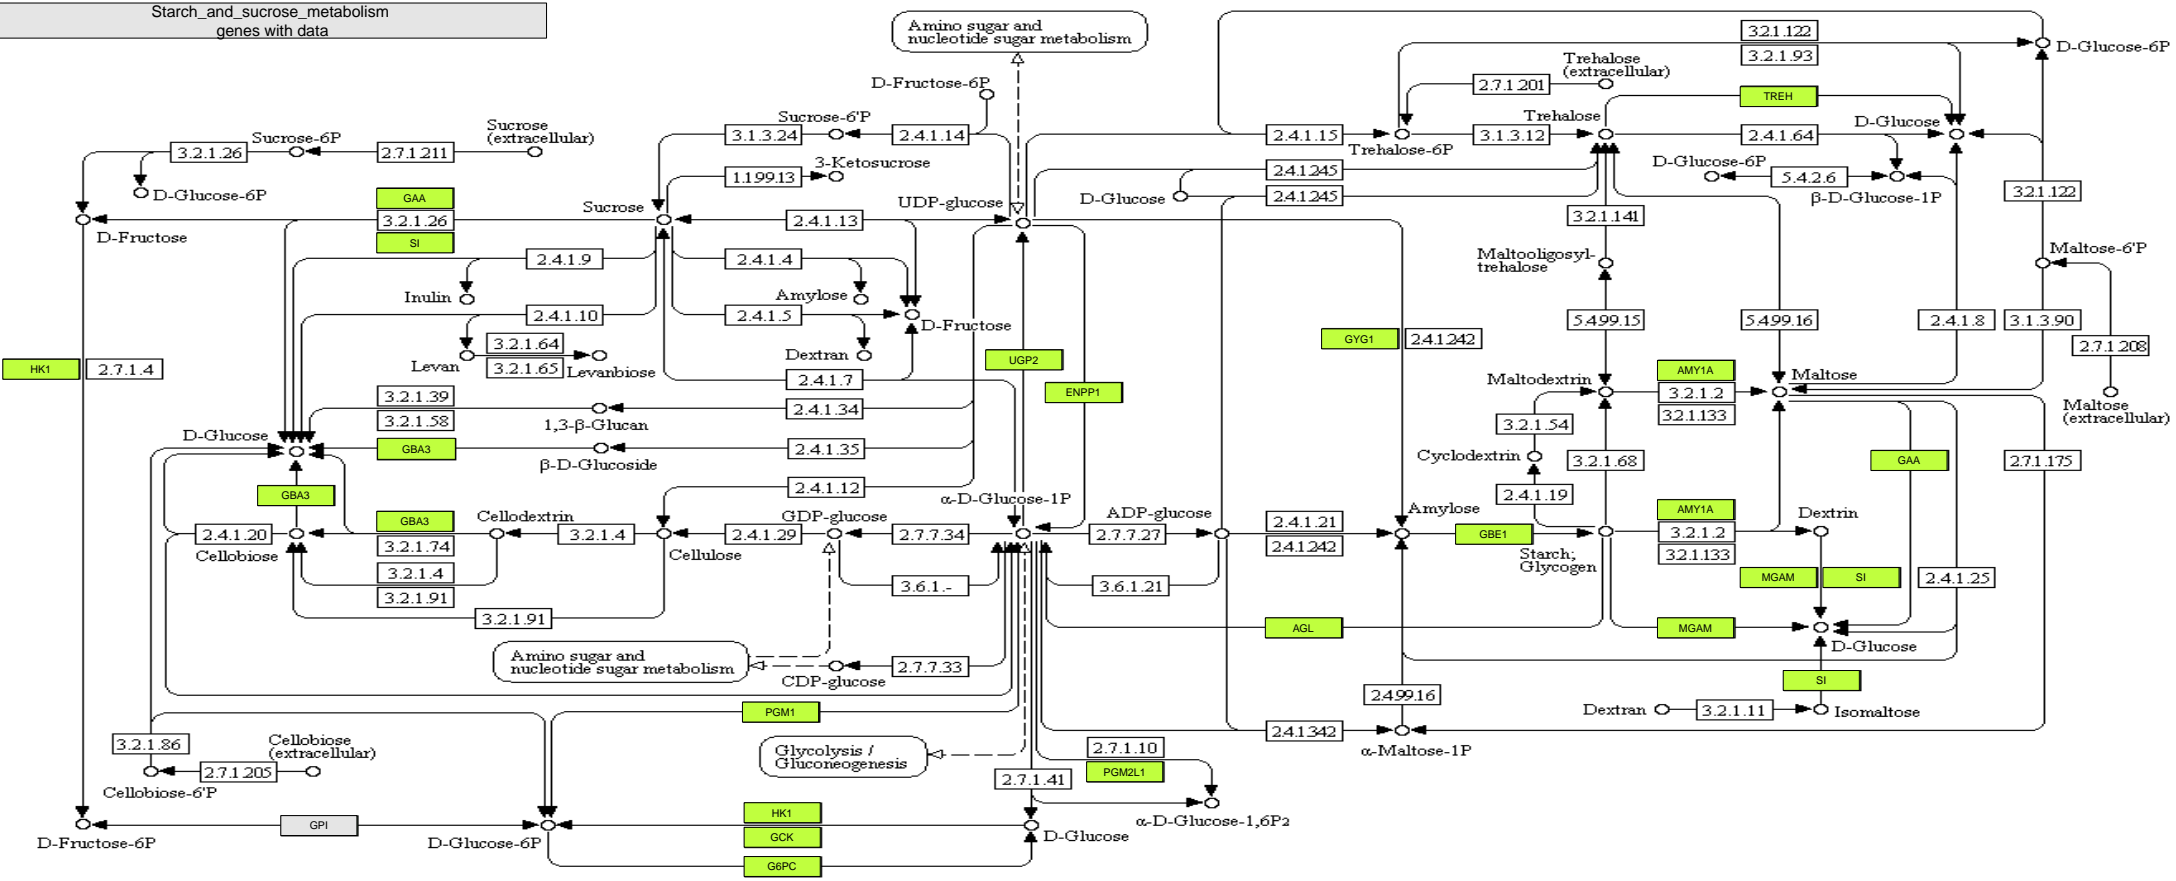 Starch_and_sucrose_metabolism
genes with data
Amino sugar and
nucleotide sugar metabolism
3.2.1.122
D-Glucose-6P
3.2.1.93
Trehalose
(extracellular)
2.7.1.201
D-Fructose-6P
TREH
Sucrose-6'P
Trehalose
D-Glucose
Sucrose
(extracellular)
3.1.3.24
2.4.1.14
2.4.1.15
3.1.3.12
2.4.1.64
Sucrose-6P
Trehalose-6P
3.2.1.26
2.7.1.211
3-Ketosucrose
D-Glucose-6P
2.4.1.245
1.1.99.13
5.4.2.6
D-Glucose-6P
3.2.1.122
GAA
UDP-glucose
D-Glucose
2.4.1.245
β-D-Glucose-1P
Sucrose
3.2.1.26
2.4.1.13
3.2.1.141
D-Fructose
SI
Maltose-6'P
2.4.1.9
2.4.1.4
Maltooligosyl-
trehalose
Inulin
Amylose
2.4.1.10
2.4.1.5
D-Fructose
5.4.99.15
5.4.99.16
2.4.1.8
3.1.3.90
GYG1
2.4.1.242
2.7.1.208
3.2.1.64
Levan
3.2.1.65
Levanbiose
Dextran
UGP2
HK1
2.7.1.4
AMY1A
2.4.1.7
Maltodextrin
Maltose
ENPP1
3.2.1.2
3.2.1.39
2.4.1.34
3.2.1.133
Maltose
(extracellular)
3.2.1.58
1,3-β-Glucan
3.2.1.54
D-Glucose
GBA3
2.4.1.35
Cyclodextrin
3.2.1.68
GAA
2.7.1.175
β-D-Glucoside
2.4.1.12
GBA3
α-D-Glucose-1P
2.4.1.19
AMY1A
GBA3
Cellodextrin
GDP-glucose
ADP-glucose
Amylose
Dextrin
2.4.1.21
2.4.1.20
3.2.1.4
2.4.1.29
2.7.7.34
2.7.7.27
GBE1
3.2.1.2
3.2.1.74
2.4.1.242
Cellobiose
Cellulose
Starch;
Glycogen
3.2.1.133
3.2.1.4
MGAM
SI
2.4.1.25
3.6.1.-
3.6.1.21
3.2.1.91
3.2.1.91
AGL
MGAM
D-Glucose
Amino sugar and
nucleotide sugar metabolism
2.7.7.33
CDP-glucose
SI
2.4.99.16
PGM1
Dextran
3.2.1.11
Isomaltose
2.4.1.342
3.2.1.86
Cellobiose
(extracellular)
Glycolysis /
Gluconeogenesis
2.7.1.10
α-Maltose-1P
2.7.1.205
2.7.1.41
PGM2L1
Cellobiose-6'P
HK1
GPI
α-D-Glucose-1,6P2
D-Fructose-6P
D-Glucose-6P
GCK
D-Glucose
G6PC